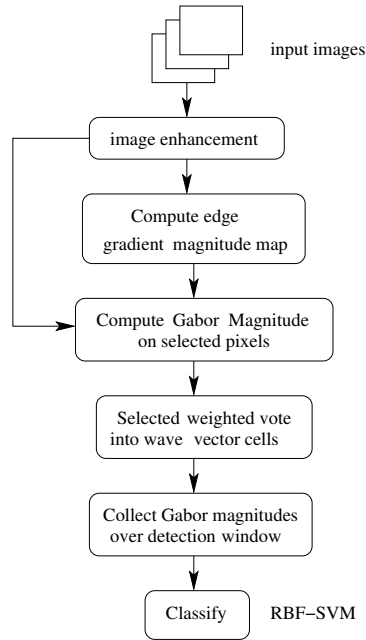 input images
image enhancement
Compute edge
gradient magnitude map
Compute Gabor Magnitude
on selected pixels
Selected weighted vote
into wave vector cells
Collect Gabor magnitudes
over detection window
Classify
RBF−SVM